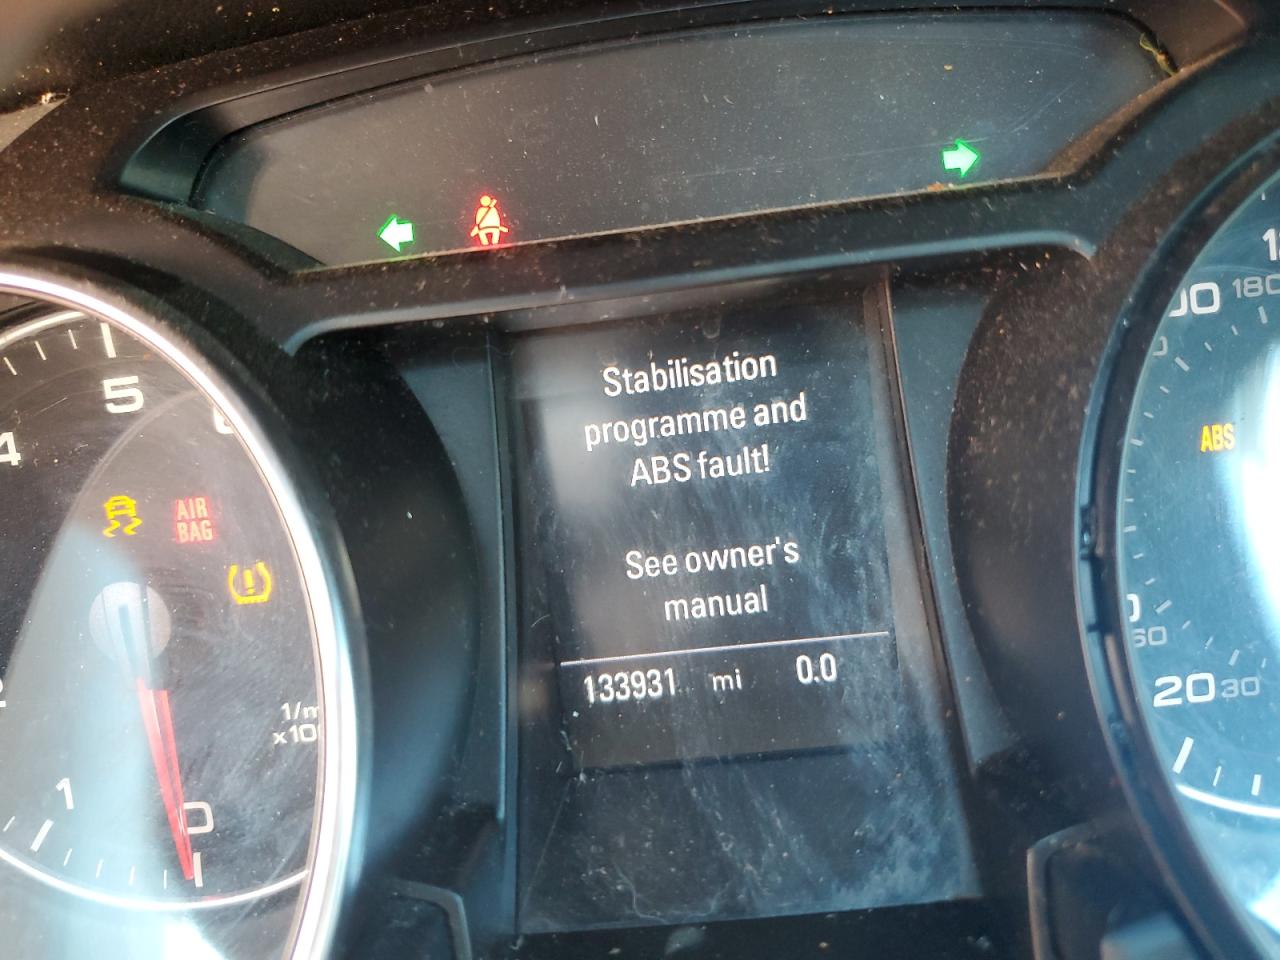 Stabilisation
programme and
ABS fault!
See owner's
manual
133931 mi 0.0
5
4
AIR
BAG
1/m
x10
1
0
180
ABS
60
20 30